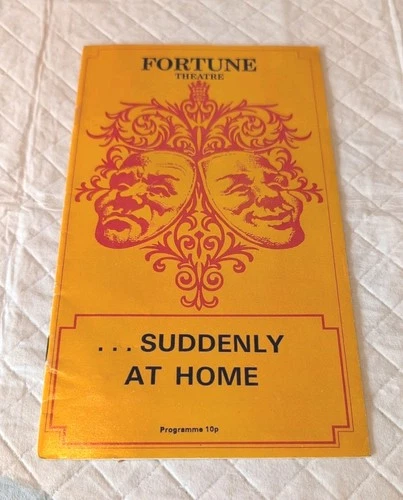 FORTUNE
THEATRE
...SUDDENLY
AT HOME
Programme 10p